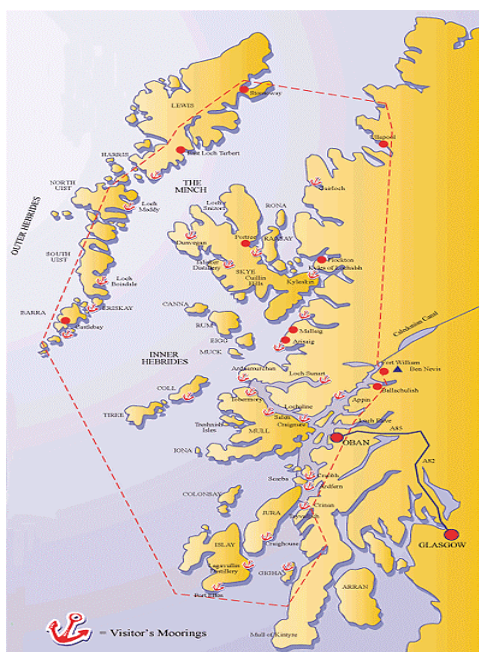 LEWIS
Stornoway
Ullapool
East Loch Tarbert
HARRIS
THE
MINCH
NORTH
UIST
Gairloch
Loch
Snizort
RONA
Loch
Maddy
OUTER HEBRIDES
Dunvegan
Portree
RAASAY
SOUTH
UIST
Talisker
Distillery
SKYE
Plockton
Kyle of Lochalsh
Cuillin
Hills
Kyleakin
Loch
Boisdale
CANNA
ERISKAY
BARRA
RUM
Castlebay
Mallaig
Arisaig
EIGG
Caledonian Canal
MUCK
INNER
HEBRIDES
Ardnamurchan
Fort William
Ben Nevis
Loch Sunart
COLL
Tobermory
Ballachulish
Appin
Lochaline
TIREE
Treshnish
Isles
Salen
Craignure
MULL
OBAN
A85
IONA
Scarba
Ardfern
A82
COLONSAY
Crinan
JURA
GLASGOW
ISLAY
Craighouse
Lagavullin
Distillery
GIGHA
Port Ellen
ARRAN
Mull of Kintyre
= Visitor's Moorings